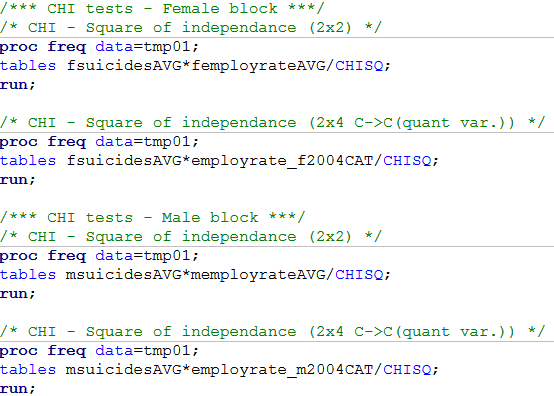 /*** CHI tests - Female block ***/
/* CHI - Square of independance (2x2) */
proc freq data=tmp01;
tables fsuicidesAVG*femployrateAVG/CHISQ;
run;
/* CHI - Square of independance (2x4 C->C(quant var.)) */
proc freq data=tmp01;
tables fsuicidesAVG*employrate_f2004CAT/CHISQ;
run;
/*** CHI tests - Male block ***/
/* CHI - Square of independance (2x2) */
proc freq data=tmp01;
tables msuicidesAVG*memployrateAVG/CHISQ;
run;
/* CHI - Square of independance (2x4 C->C(quant var.)) */
proc freq data=tmp01;
tables msuicidesAVG*employrate_m2004CAT/CHISQ;
run;